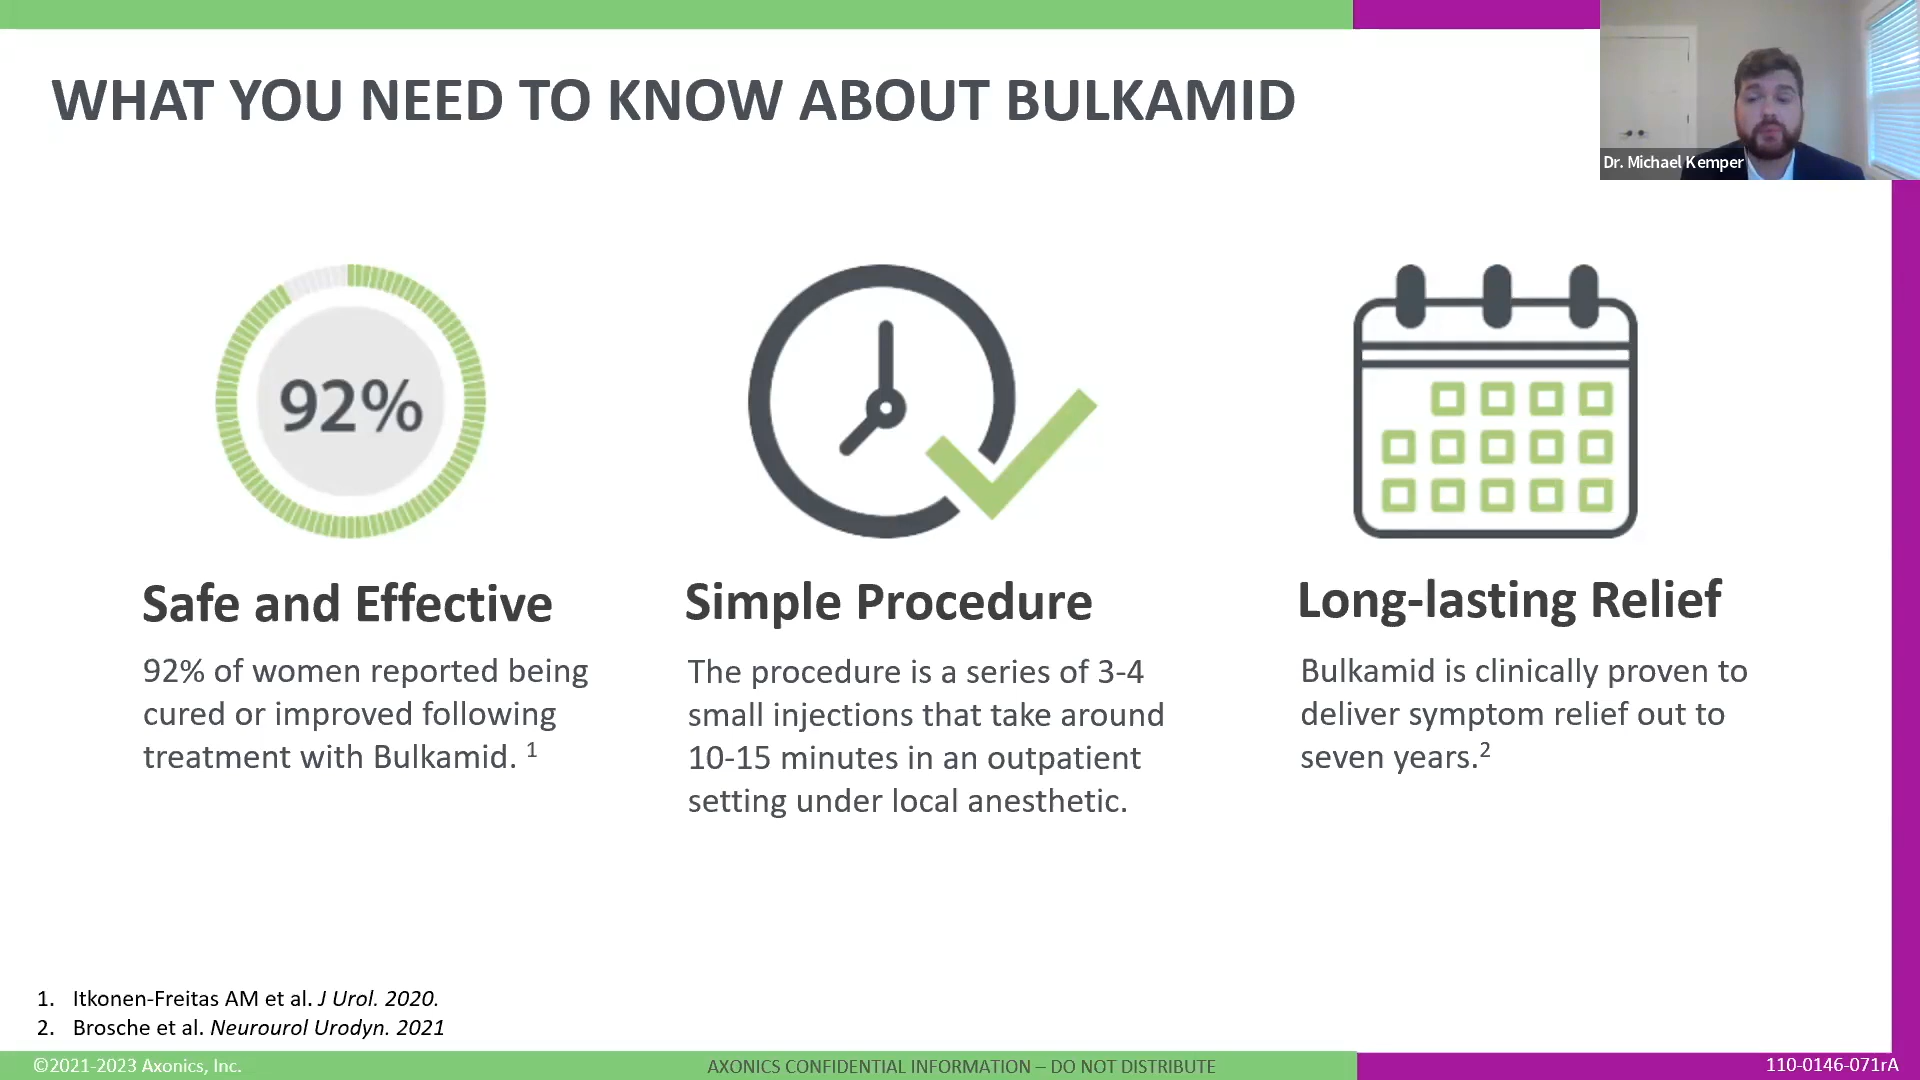 WHAT YOU NEED TO KNOW ABOUT BULKAMID
Dr. Michael Kemper
92%
Safe and Effective
92% of women reported being
cured or improved following
treatment with Bulkamid. 1
Simple Procedure
The procedure is a series of 3-4
small injections that take around
10-15 minutes in an outpatient
setting under local anesthetic.
Long-lasting Relief
Bulkamid is clinically proven to
deliver symptom relief out to
seven years.2
1. Itkonen-Freitas AM et al. J Urol. 2020.
2. Brosche et al. Neurourol Urodyn. 2021
©2021-2023 Axonics, Inc.
AXONICS CONFIDENTIAL INFORMATION – DO NOT DISTRIBUTE
110-0146-071rA